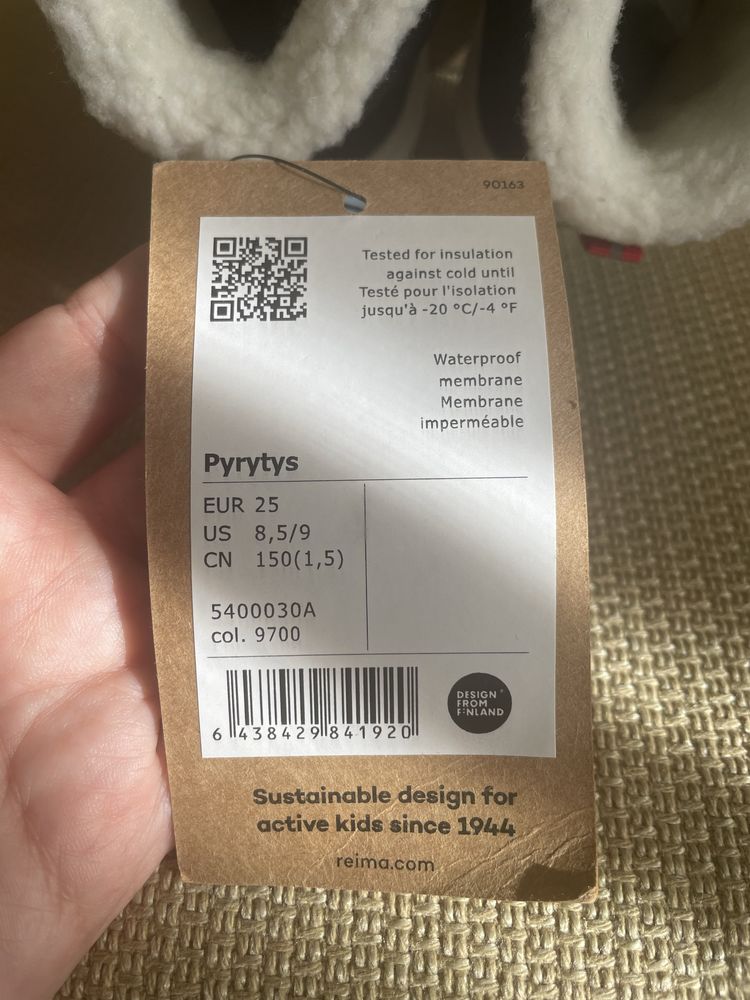 90163
Tested for insulation
against cold until
Testé pour l'isolation
jusqu'à -20 °C/-4 °F
Waterproof
membrane
Membrane
imperméable
Pyrytys
EUR 25
US 8,5/9
CN 150(1,5)
5400030A
col. 9700
6 438429 841920
DESIGN
FROM
FINLAND
Sustainable design for
active kids since 1944
reima.com